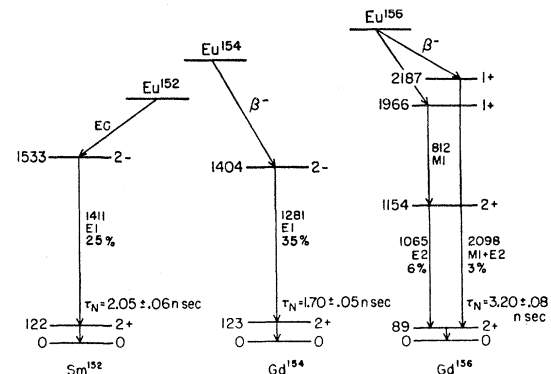 Eu152
EC
1533 2-
1411
E1
25%
τN=2.05±.06 n sec
122 2+
0 0
Sm152
Eu154
β-
1404 2-
1281
E1
35%
τN=1.70±.05 n sec
123 2+
0 0
Gd154
Eu156
β-
2187 1+
1966 1+
812
M1
1154 2+
1065
E2
6%
2098
M1+E2
3%
τN=3.20±.08
n sec
89 2+
0 0
Gd156